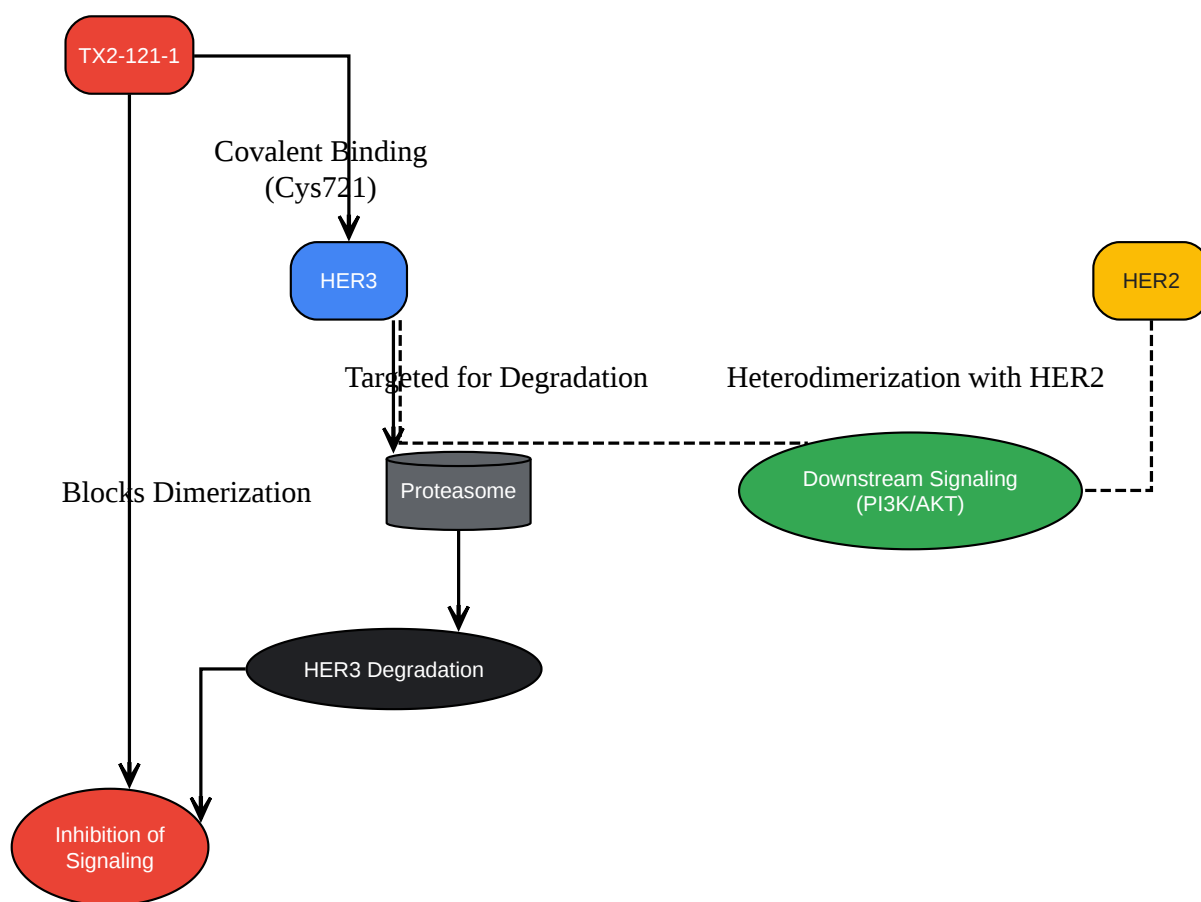 TX2-121-1
Covalent Binding
(Cys721)
HER3
HER2
Targeted for Degradation
Heterodimerization with HER2
Blocks Dimerization
Proteasome
Downstream Signaling
(PI3K/AKT)
HER3 Degradation
Inhibition of
Signaling